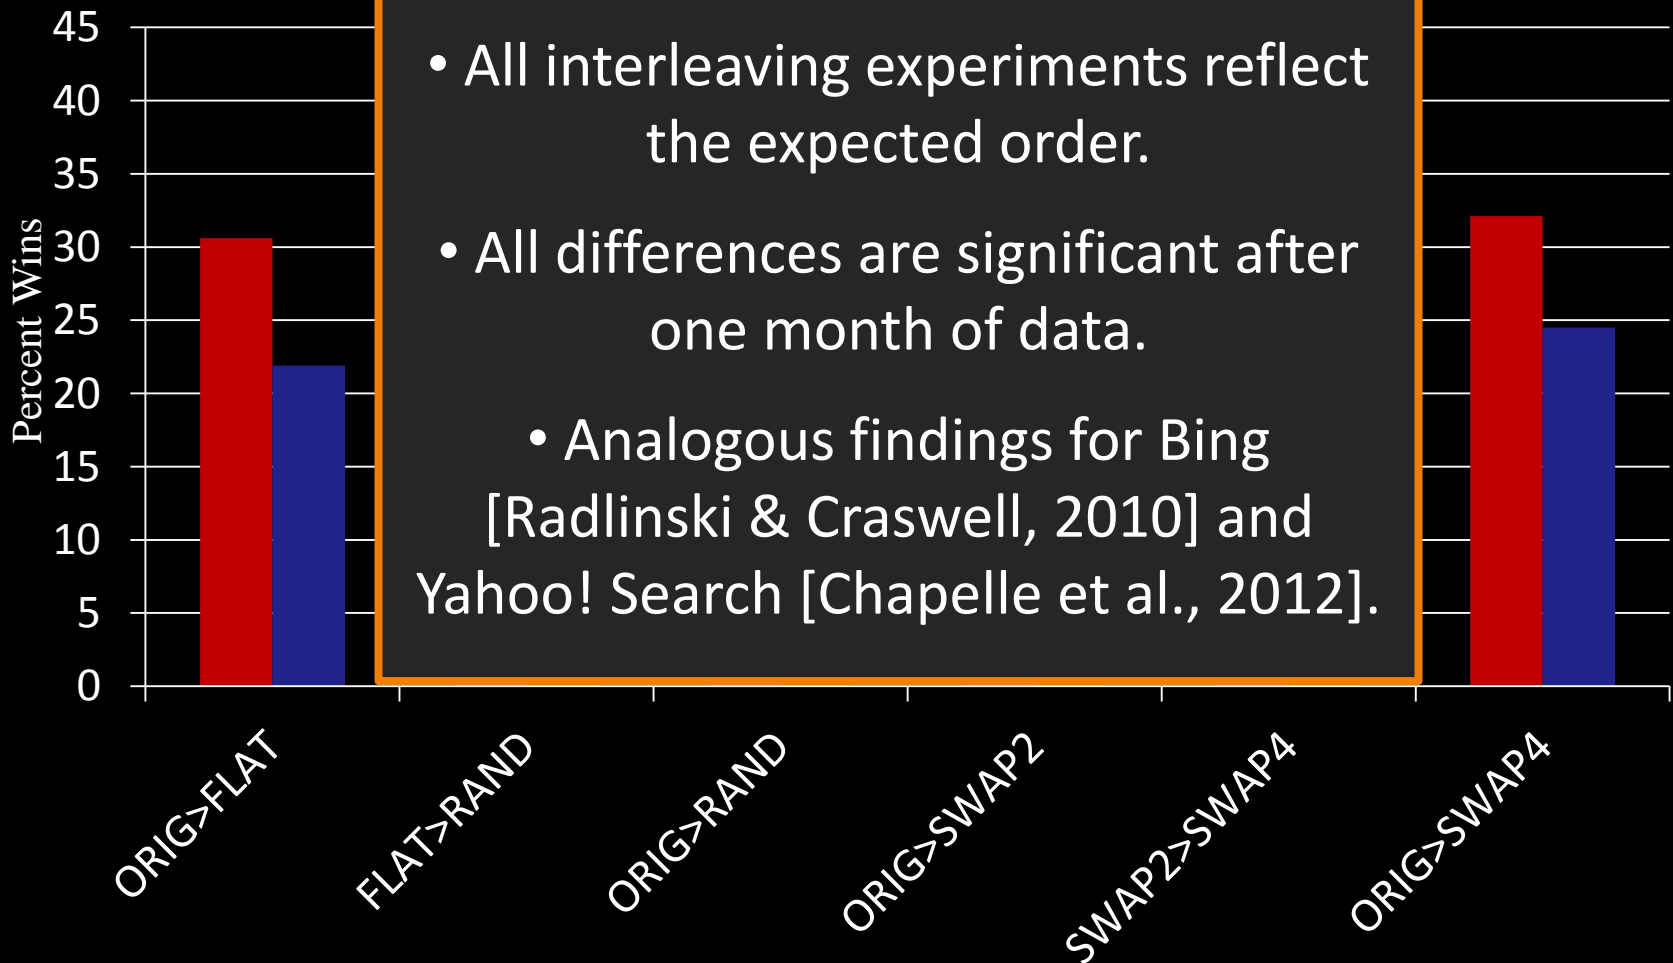 45
40
35
30
25
20
15
10
5
0
Percent Wins
• All interleaving experiments reflect
the expected order.
• All differences are significant after
one month of data.
• Analogous findings for Bing
[Radlinski & Craswell, 2010] and
Yahoo! Search [Chapelle et al., 2012].
ORIG>FLAT
FLAT>RAND
ORIG>RAND
ORIG>SWAP2
SWAP2>SWAP4
ORIG>SWAP4